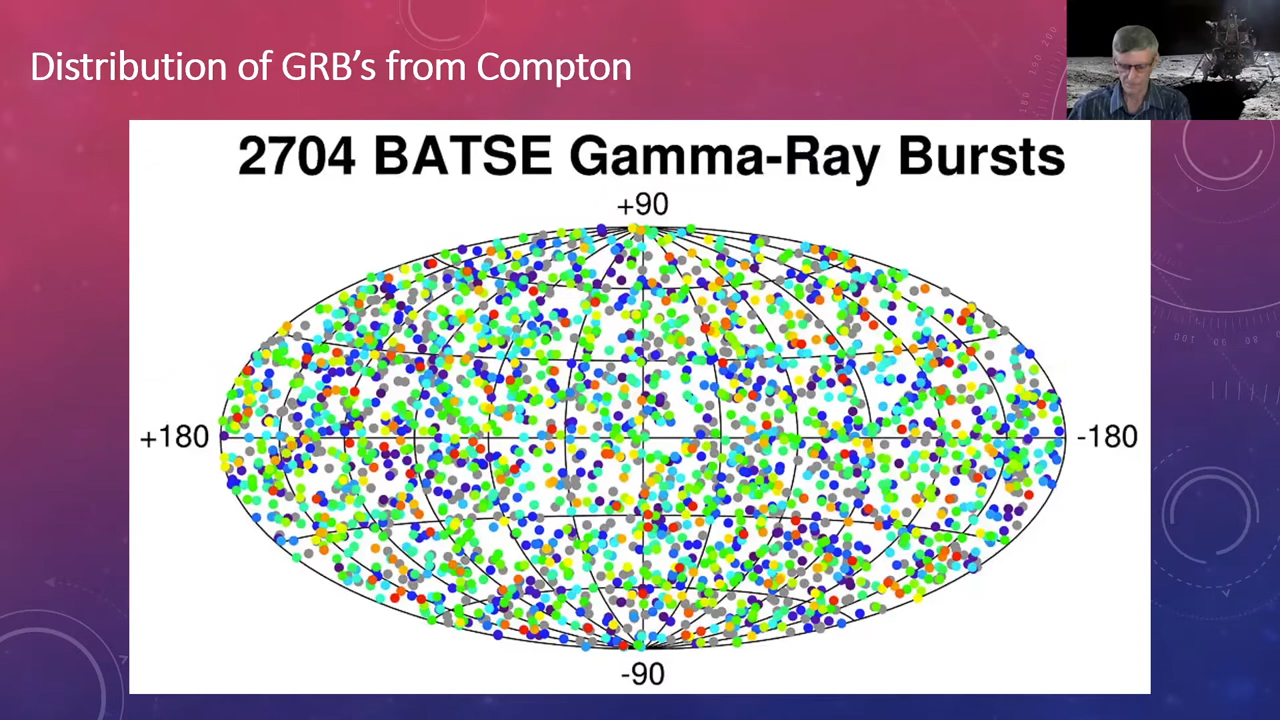 Distribution of GRB's from Compton
2704 BATSE Gamma-Ray Bursts
+90
+180
-180
-90